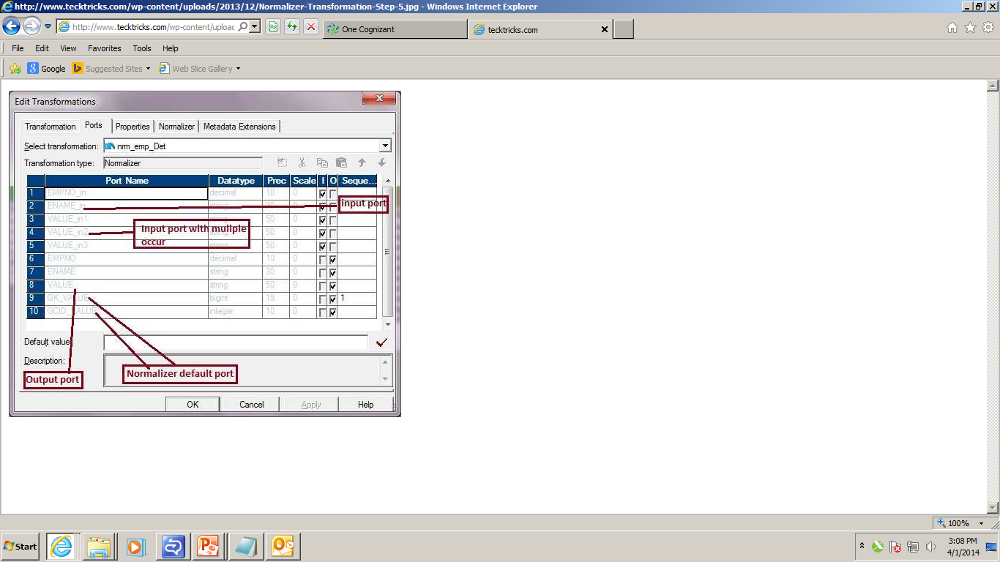 http://www.tecktricks.com/wp-content/uploads/2013/12/Normalizer-Transformation-Step-5.jpg - Windows Internet Explorer
http://www.tecktricks.com/wp-content/uploac
One Cognizant
tecktricks.com
File Edit View Favorites Tools Help
Google Suggested Sites Web Slice Gallery
Edit Transformations
Transformation Ports Properties Normalizer Metadata Extensions
Select transformation: nrm_emp_Det
Transformation type: Normalizer
Port Name Datatype Prec Scale I O Seque...
1 EMPNO_in decimal 10 0
2 ENAME_in string 30 0
input port
3 VALUE_in1 string 50 0
4 VALUE_in2 string 50 0
Input port with muliple
occur
5 VALUE_in3 string 50 0
6 EMPNO decimal 10 0
7 ENAME string 30 0
8 VALUE string 50 0
9 GK_VALUE bigint 19 0 1
10 GCID_VALUE integer 10 0
Default value
Description:
Normalizer default port
Output port
OK Cancel Apply Help
100%
Start
3:08 PM
4/1/2014